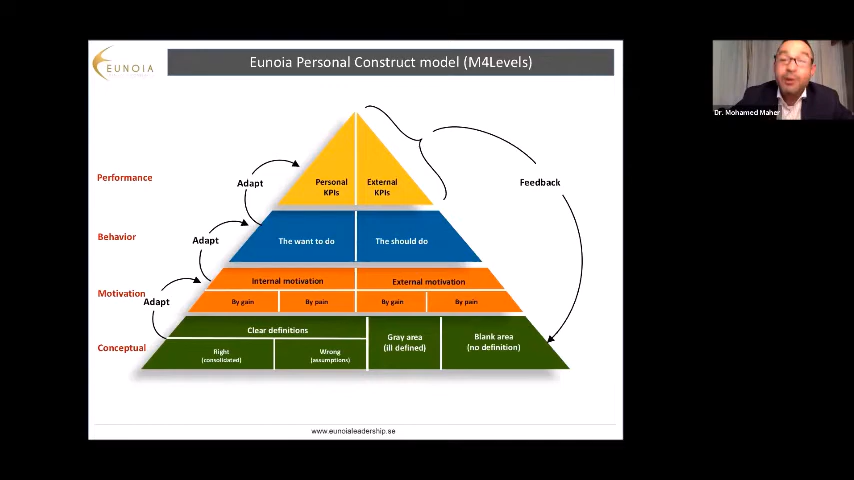 EUNOIA
Eunoia Personal Construct model (M4Levels)
Dr. Mohamed Maher
Performance
Adapt
Personal
KPIs
External
KPIs
Feedback
Behavior
Adapt
The want to do
The should do
Motivation
Adapt
Internal motivation
External motivation
By gain
By pain
By gain
By pain
Conceptual
Clear definitions
Right
(consolidated)
Wrong
(assumptions)
Gray area
(ill defined)
Blank area
(no definition)
www.eunoialeadership.se